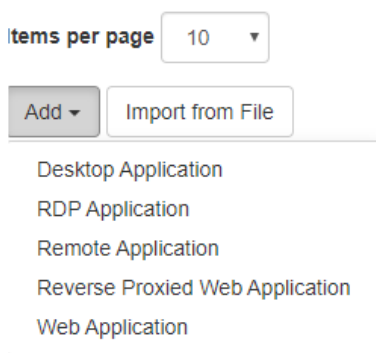 Items per page 10
Add Import from File
Desktop Application
RDP Application
Remote Application
Reverse Proxied Web Application
Web Application